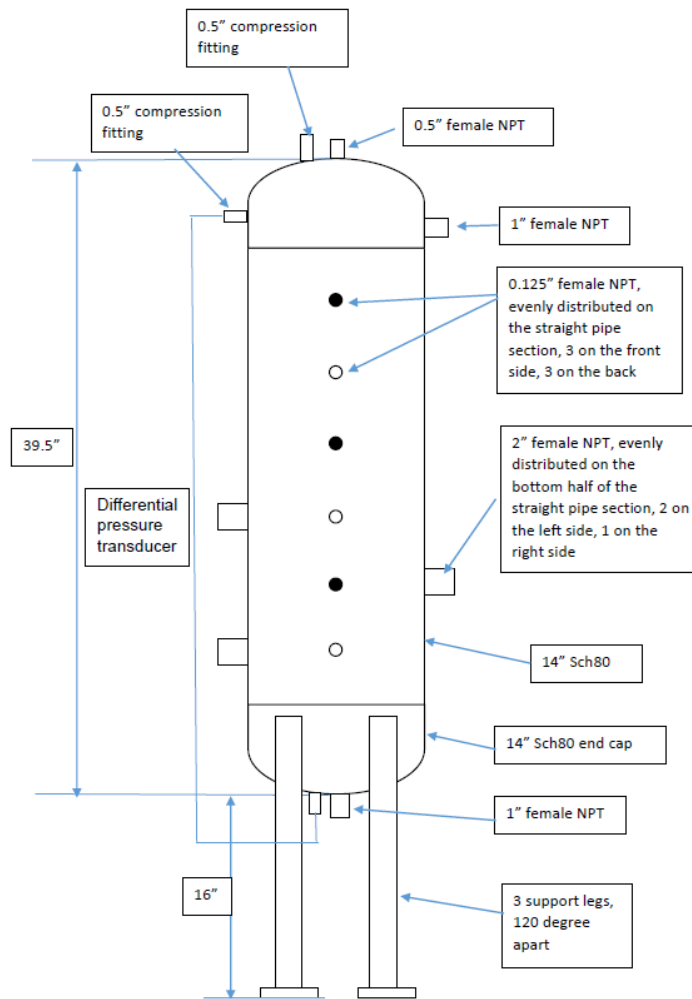 0.5” compression
fitting
0.5” compression
fitting
0.5” female NPT
1” female NPT
0.125” female NPT,
evenly distributed on
the straight pipe
section, 3 on the front
side, 3 on the back
39.5”
2” female NPT, evenly
distributed on the
bottom half of the
straight pipe section, 2 on
the left side, 1 on the
right side
Differential
pressure
transducer
14” Sch80
14” Sch80 end cap
1” female NPT
16”
3 support legs,
120 degree
apart